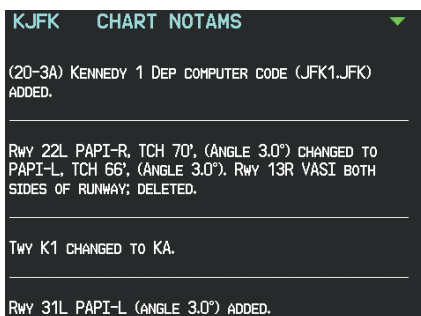 KJFK CHART NOTAMS
(20-3A) KENNEDY 1 DEP COMPUTER CODE (JFK1.JFK)
ADDED.
RWY 22L PAPI-R, TCH 70', (ANGLE 3.0°) CHANGED TO
PAPI-L, TCH 66', (ANGLE 3.0°). RWY 13R VASI BOTH
SIDES OF RUNWAY; DELETED.
TWY K1 CHANGED TO KA.
RWY 31L PAPI-L (ANGLE 3.0°) ADDED.